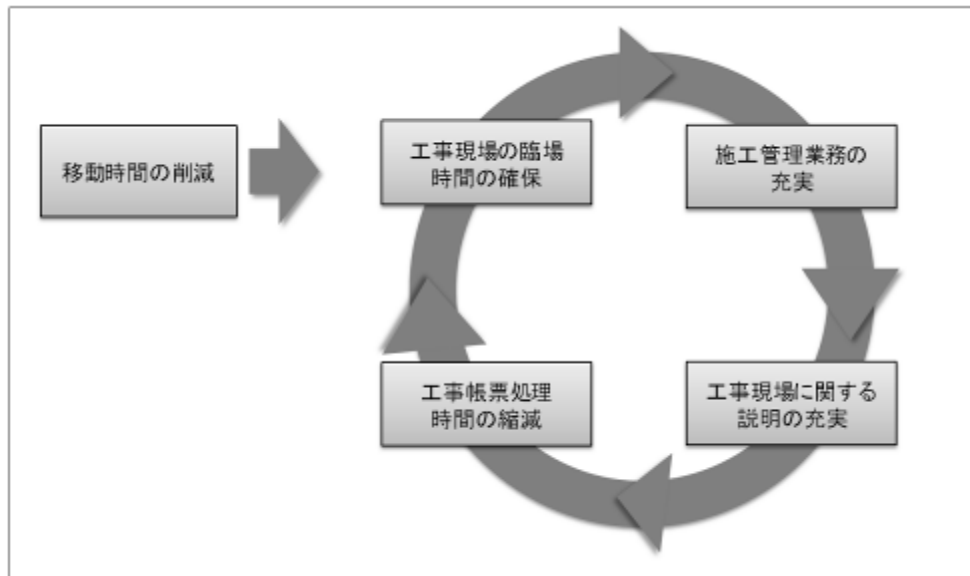 移動時間の削減
工事現場の臨場
時間の確保
施工管理業務の
充実
工事現場に関する
説明の充実
工事帳票処理
時間の縮減